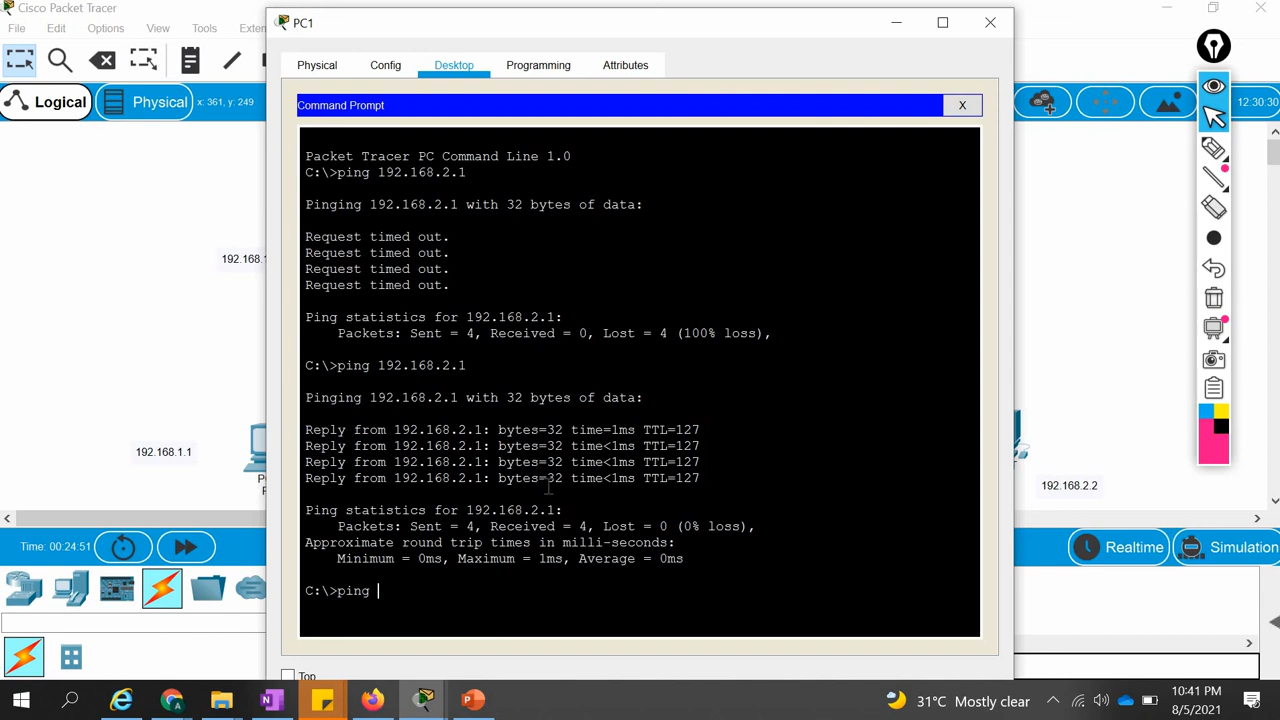 Cisco Packet Tracer
PC1
File Edit Options View Tools Exten
Physical Config Desktop Programming Attributes
Logical
Physical
x: 361, y: 249
Command Prompt
X
12:30:30
Packet Tracer PC Command Line 1.0
C:\>ping 192.168.2.1
Pinging 192.168.2.1 with 32 bytes of data:
Request timed out.
Request timed out.
Request timed out.
Request timed out.
Ping statistics for 192.168.2.1:
Packets: Sent = 4, Received = 0, Lost = 4 (100% loss),
C:\>ping 192.168.2.1
Pinging 192.168.2.1 with 32 bytes of data:
Reply from 192.168.2.1: bytes=32 time=1ms TTL=127
Reply from 192.168.2.1: bytes=32 time<1ms TTL=127
Reply from 192.168.2.1: bytes=32 time<1ms TTL=127
Reply from 192.168.2.1: bytes=32 time<1ms TTL=127
Ping statistics for 192.168.2.1:
Packets: Sent = 4, Received = 4, Lost = 0 (0% loss),
Approximate round trip times in milli-seconds:
Minimum = 0ms, Maximum = 1ms, Average = 0ms
C:\>ping
192.168.1
192.168.1.1
192.168.2.2
Time: 00:24:51
Realtime
Simulation
Top
31°C Mostly clear
10:41 PM
8/5/2021